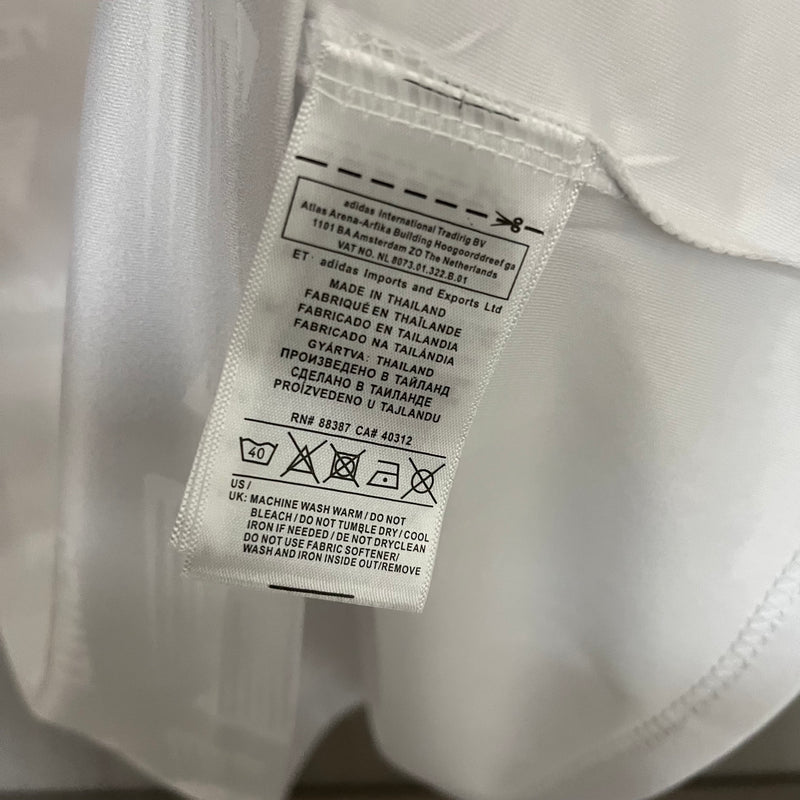 adidas International Tradirig BV
Atlas Arena-Arfika Building Hoogoorddreef ga
1101 BA Amsterdam ZO The Netherlands
VAT NO. NL 8073.01.322.B.01
ET· adidas Imports and Exports Ltd
MADE IN THAILAND
FABRIQUÉ EN THAÏLANDE
FABRICADO EN TAILANDIA
FABRICADO NA TAILÂNDIA
GYÁRTVA: THAILAND
ПРОИЗВЕДЕНО В ТАЙЛАНД
СДЕЛАНО В ТАИЛАНДЕ
PROIZVEDENO U TAJLANDU
RN# 88387 CA# 40312
40
US /
UK: MACHINE WASH WARM / DO NOT
BLEACH / DO NOT TUMBLE DRY / COOL
IRON IF NEEDED / DE NOT DRYCLEAN
DO NOT USE FABRIC SOFTENER/
WASH AND IRON INSIDE OUT/REMOVE